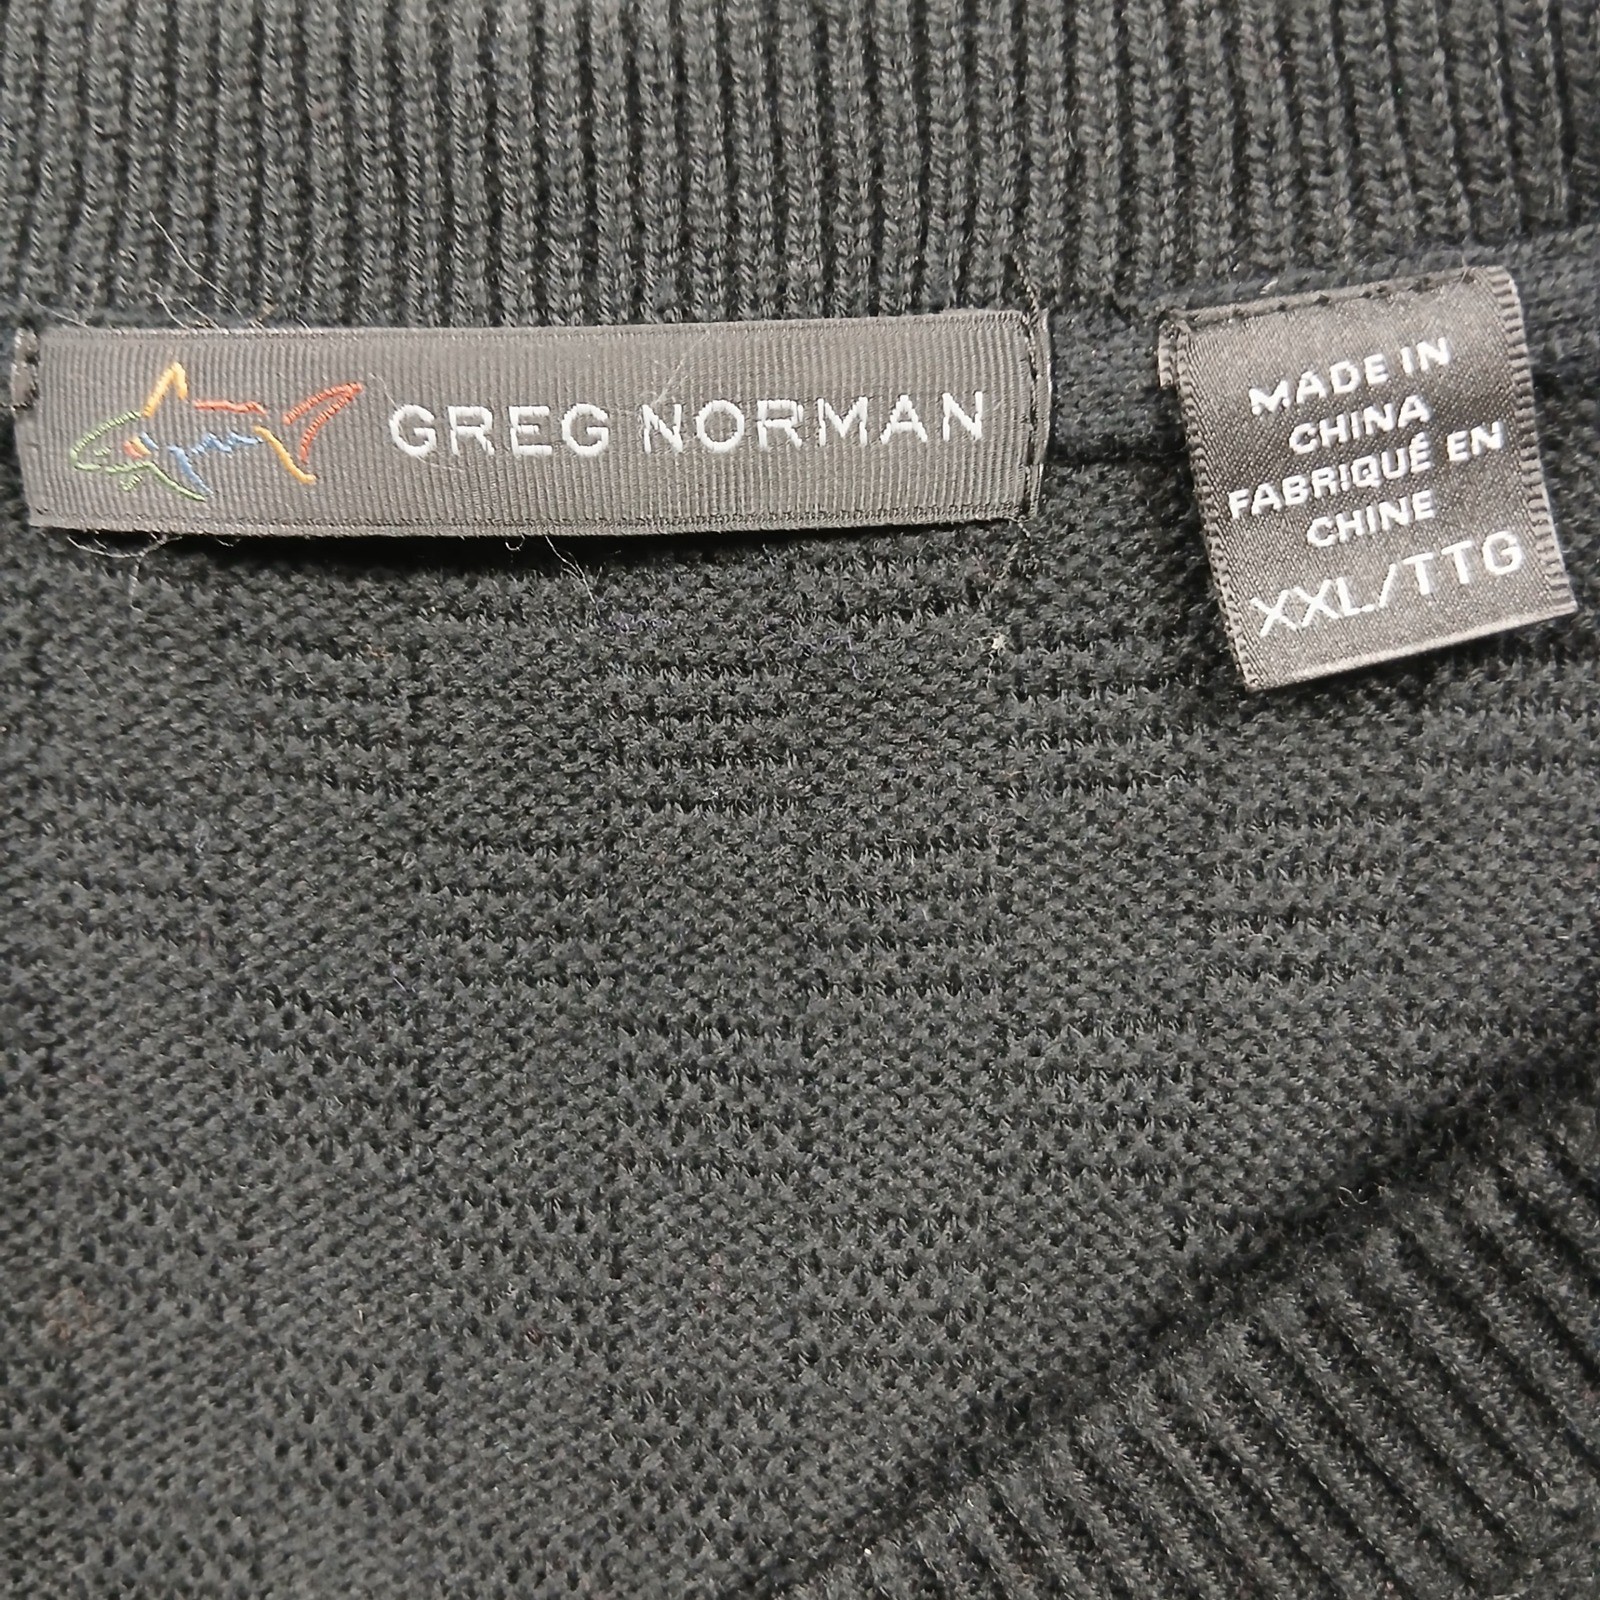 GREG NORMAN
MADE IN
CHINA
FABRIQUÉ EN
CHINE
XXL/TTG